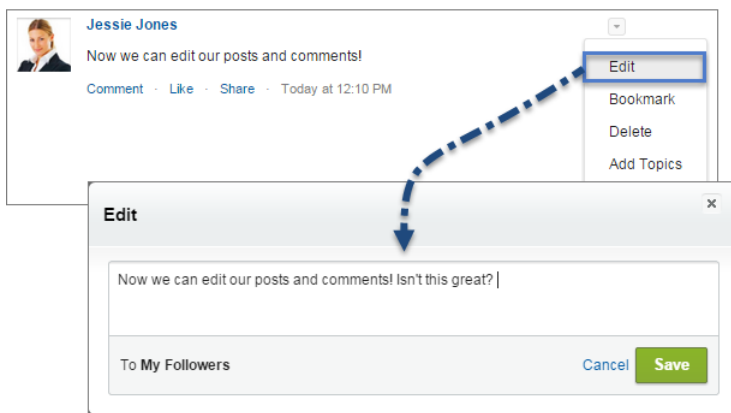 Jessie Jones
Now we can edit our posts and comments!
Comment · Like · Share · Today at 12:10 PM
Edit
Bookmark
Delete
Add Topics
Edit
Now we can edit our posts and comments! Isn't this great?
To My Followers
Cancel
Save